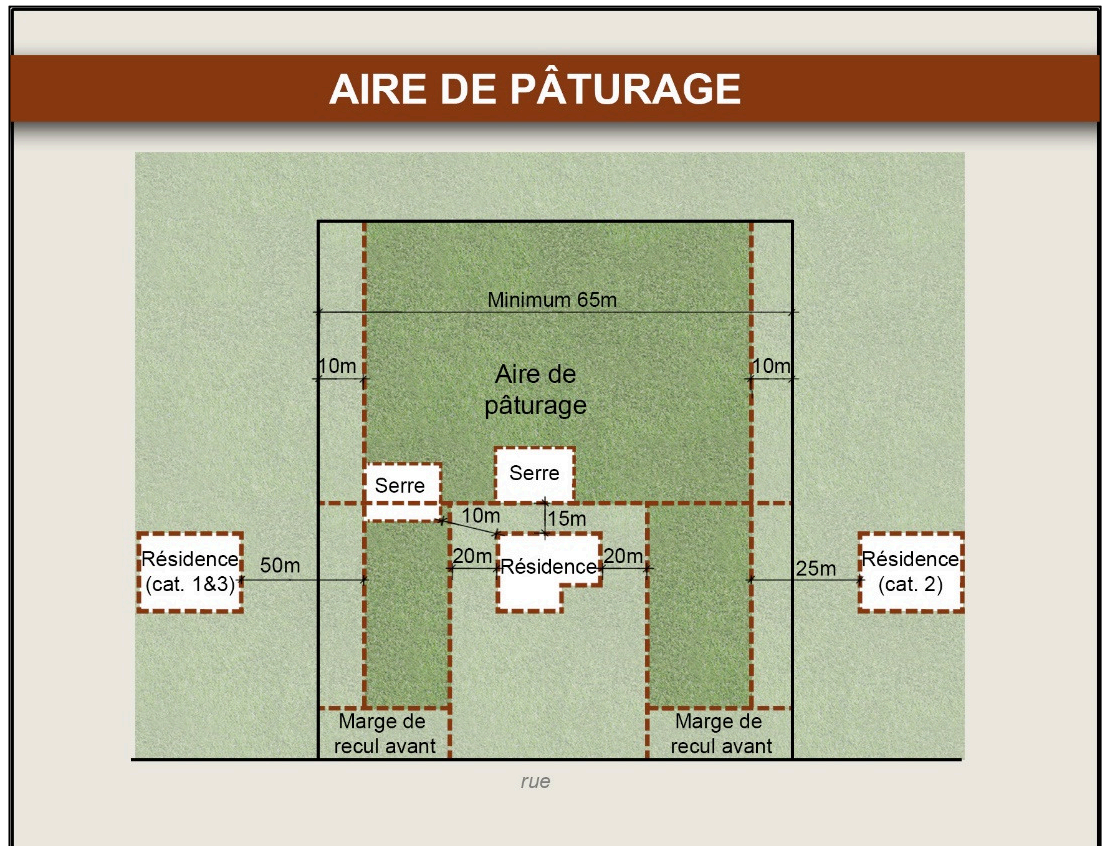 AIRE DE PÂTURAGE
Minimum 65m
10m
10m
Aire de
pâturage
Serre
Serre
10m
15m
Résidence
(cat. 1&3)
50m
20m
Résidence
20m
25m
Résidence
(cat. 2)
Marge de
recul avant
Marge de
recul avant
rue